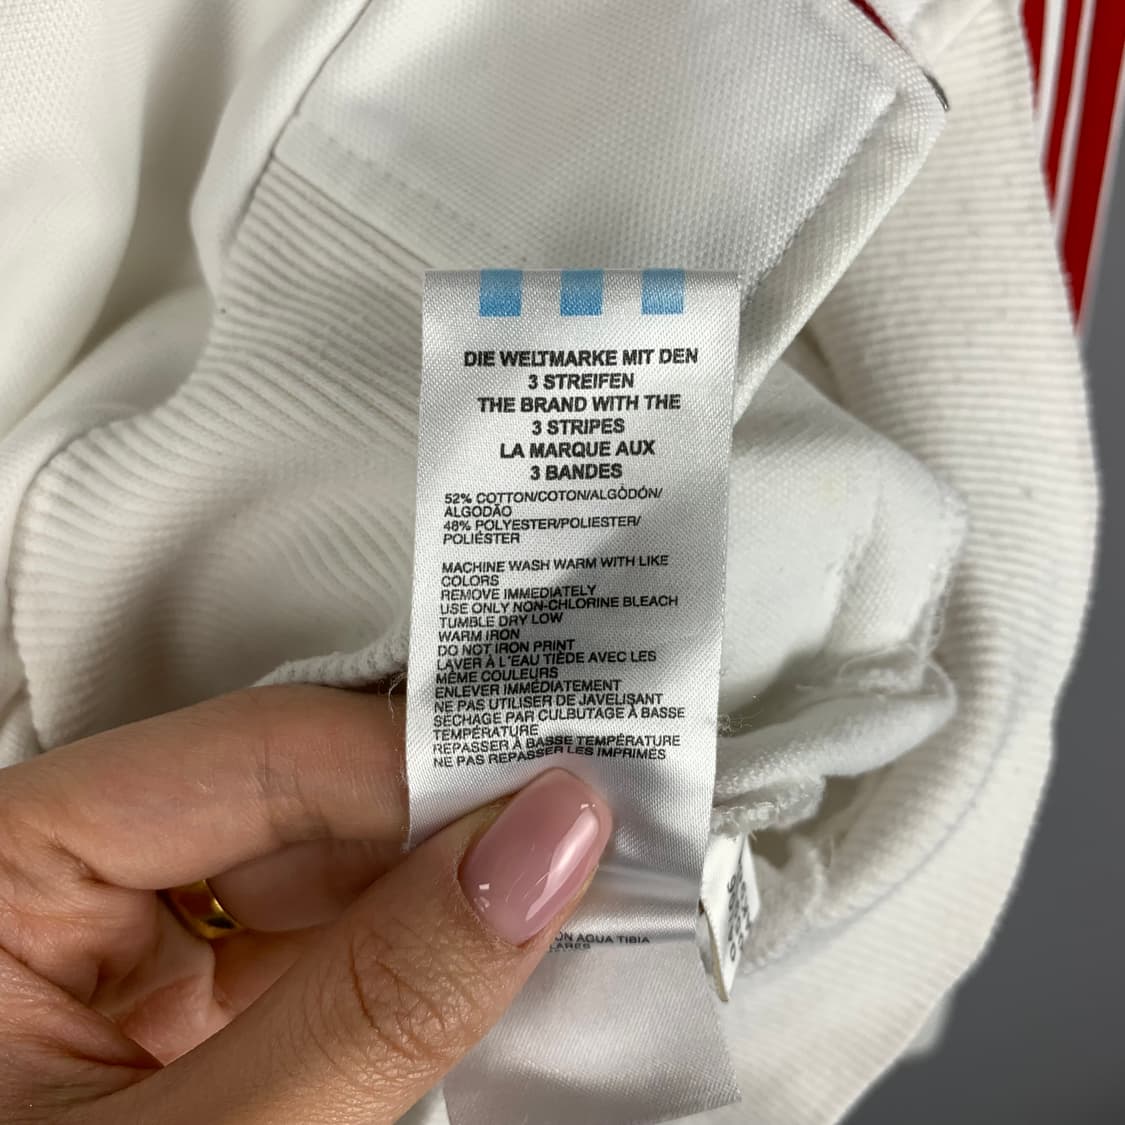 DIE WELTMARKE MIT DEN
3 STREIFEN
THE BRAND WITH THE
3 STRIPES
LA MARQUE AUX
3 BANDES
52% COTTON/COTON/ALGÒDÓN/
ALGODÃO
48% POLYESTER/POLIESTER/
POLIÉSTER
MACHINE WASH WARM WITH LIKE
COLORS
REMOVE IMMEDIATELY
USE ONLY NON-CHLORINE BLEACH
TUMBLE DRY LOW
WARM IRON
DO NOT IRON PRINT
LAVER À L'EAU TIÈDE AVEC LES
MÊME COULEURS
ENLEVER IMMÉDIATEMENT
NE PAS UTILISER DE JAVELISANT
SÉCHAGE PAR CULBUTAGE À BASSE
TEMPÉRATURE
REPASSER À BASSE TEMPÉRATURE
NE PAS REPASSER LES IMPRIMÉS
AGUA TIBIA